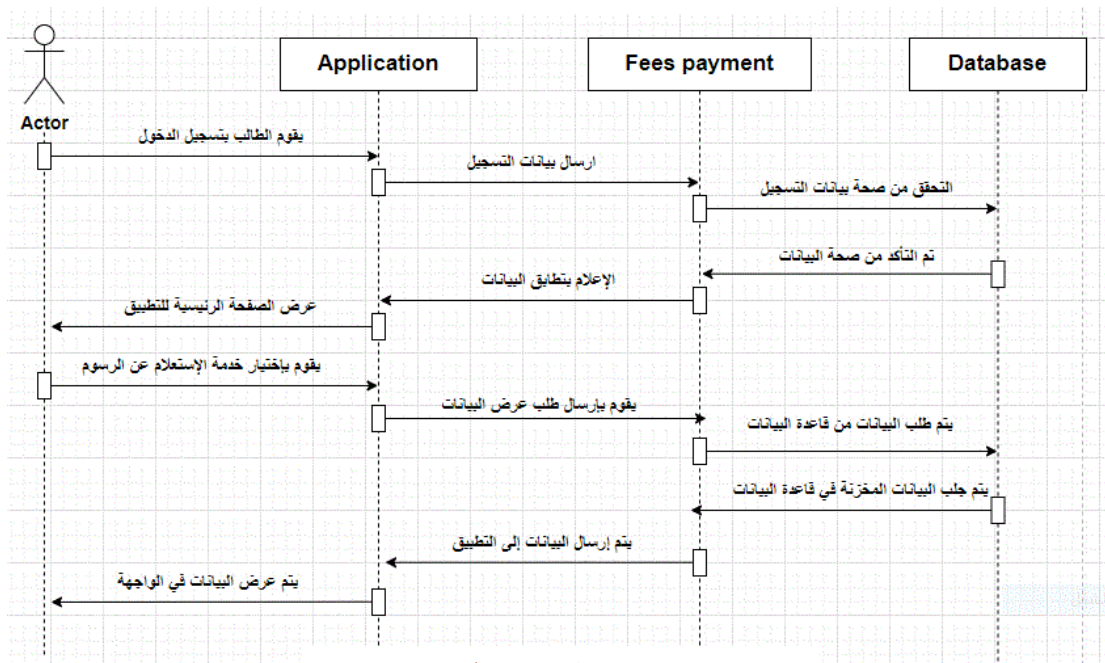 Application
Fees payment
Database
Actor
يقوم الطالب بتسجيل الدخول
ارسال بيانات التسجيل
التحقق من صحة بيانات التسجيل
تم التأكد من صحة البيانات
الإعلام بتطابق البيانات
عرض الصفحة الرئيسية للتطبيق
يقوم بإختيار خدمة الإستعلام عن الرسوم
يقوم بإرسال طلب عرض البيانات
يتم طلب البيانات من قاعدة البيانات
يتم جلب البيانات المخزنة في قاعدة البيانات
يتم إرسال البيانات إلى التطبيق
يتم عرض البيانات في الواجهة